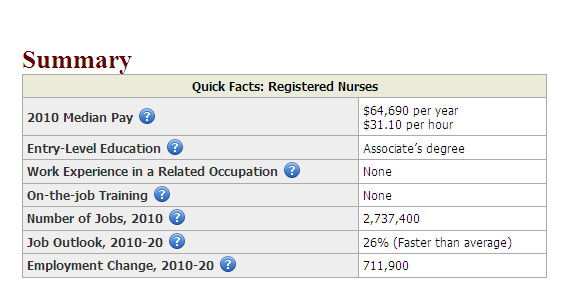 Summary
Quick Facts: Registered Nurses
2010 Median Pay ? $64,690 per year
$31.10 per hour
Entry-Level Education ? Associate’s degree
Work Experience in a Related Occupation ? None
On-the-job Training ? None
Number of Jobs, 2010 ? 2,737,400
Job Outlook, 2010-20 ? 26% (Faster than average)
Employment Change, 2010-20 ? 711,900